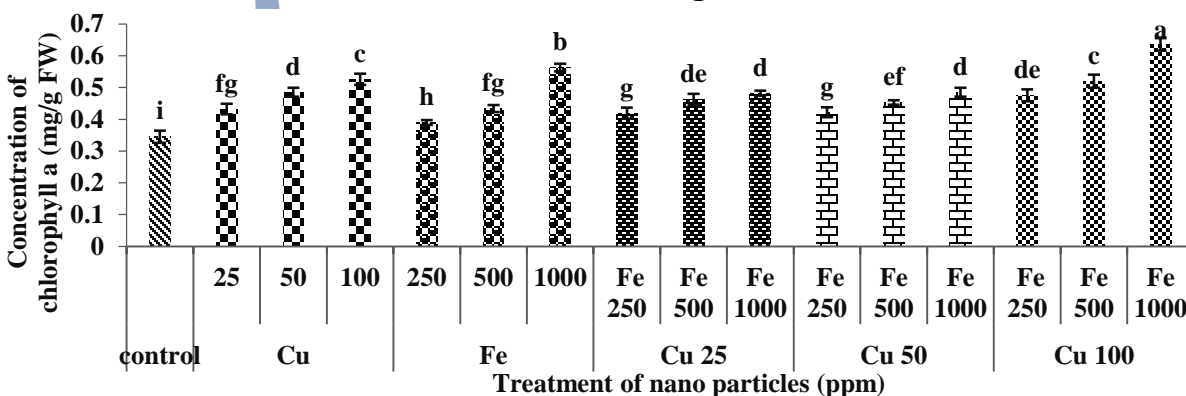 Concentration of
chlorophyll a (mg/g FW)
0.7
0.6
0.5
0.4
0.3
0.2
0.1
0
i
fg
d
c
h
fg
b
g
de
d
g
ef
d
de
c
a
25 50 100 250 500 1000 Fe Fe Fe Fe Fe Fe Fe Fe Fe
250 500 1000 250 500 1000 250 500 1000
control Cu Fe Cu 25 Cu 50 Cu 100
Treatment of nano particles (ppm)